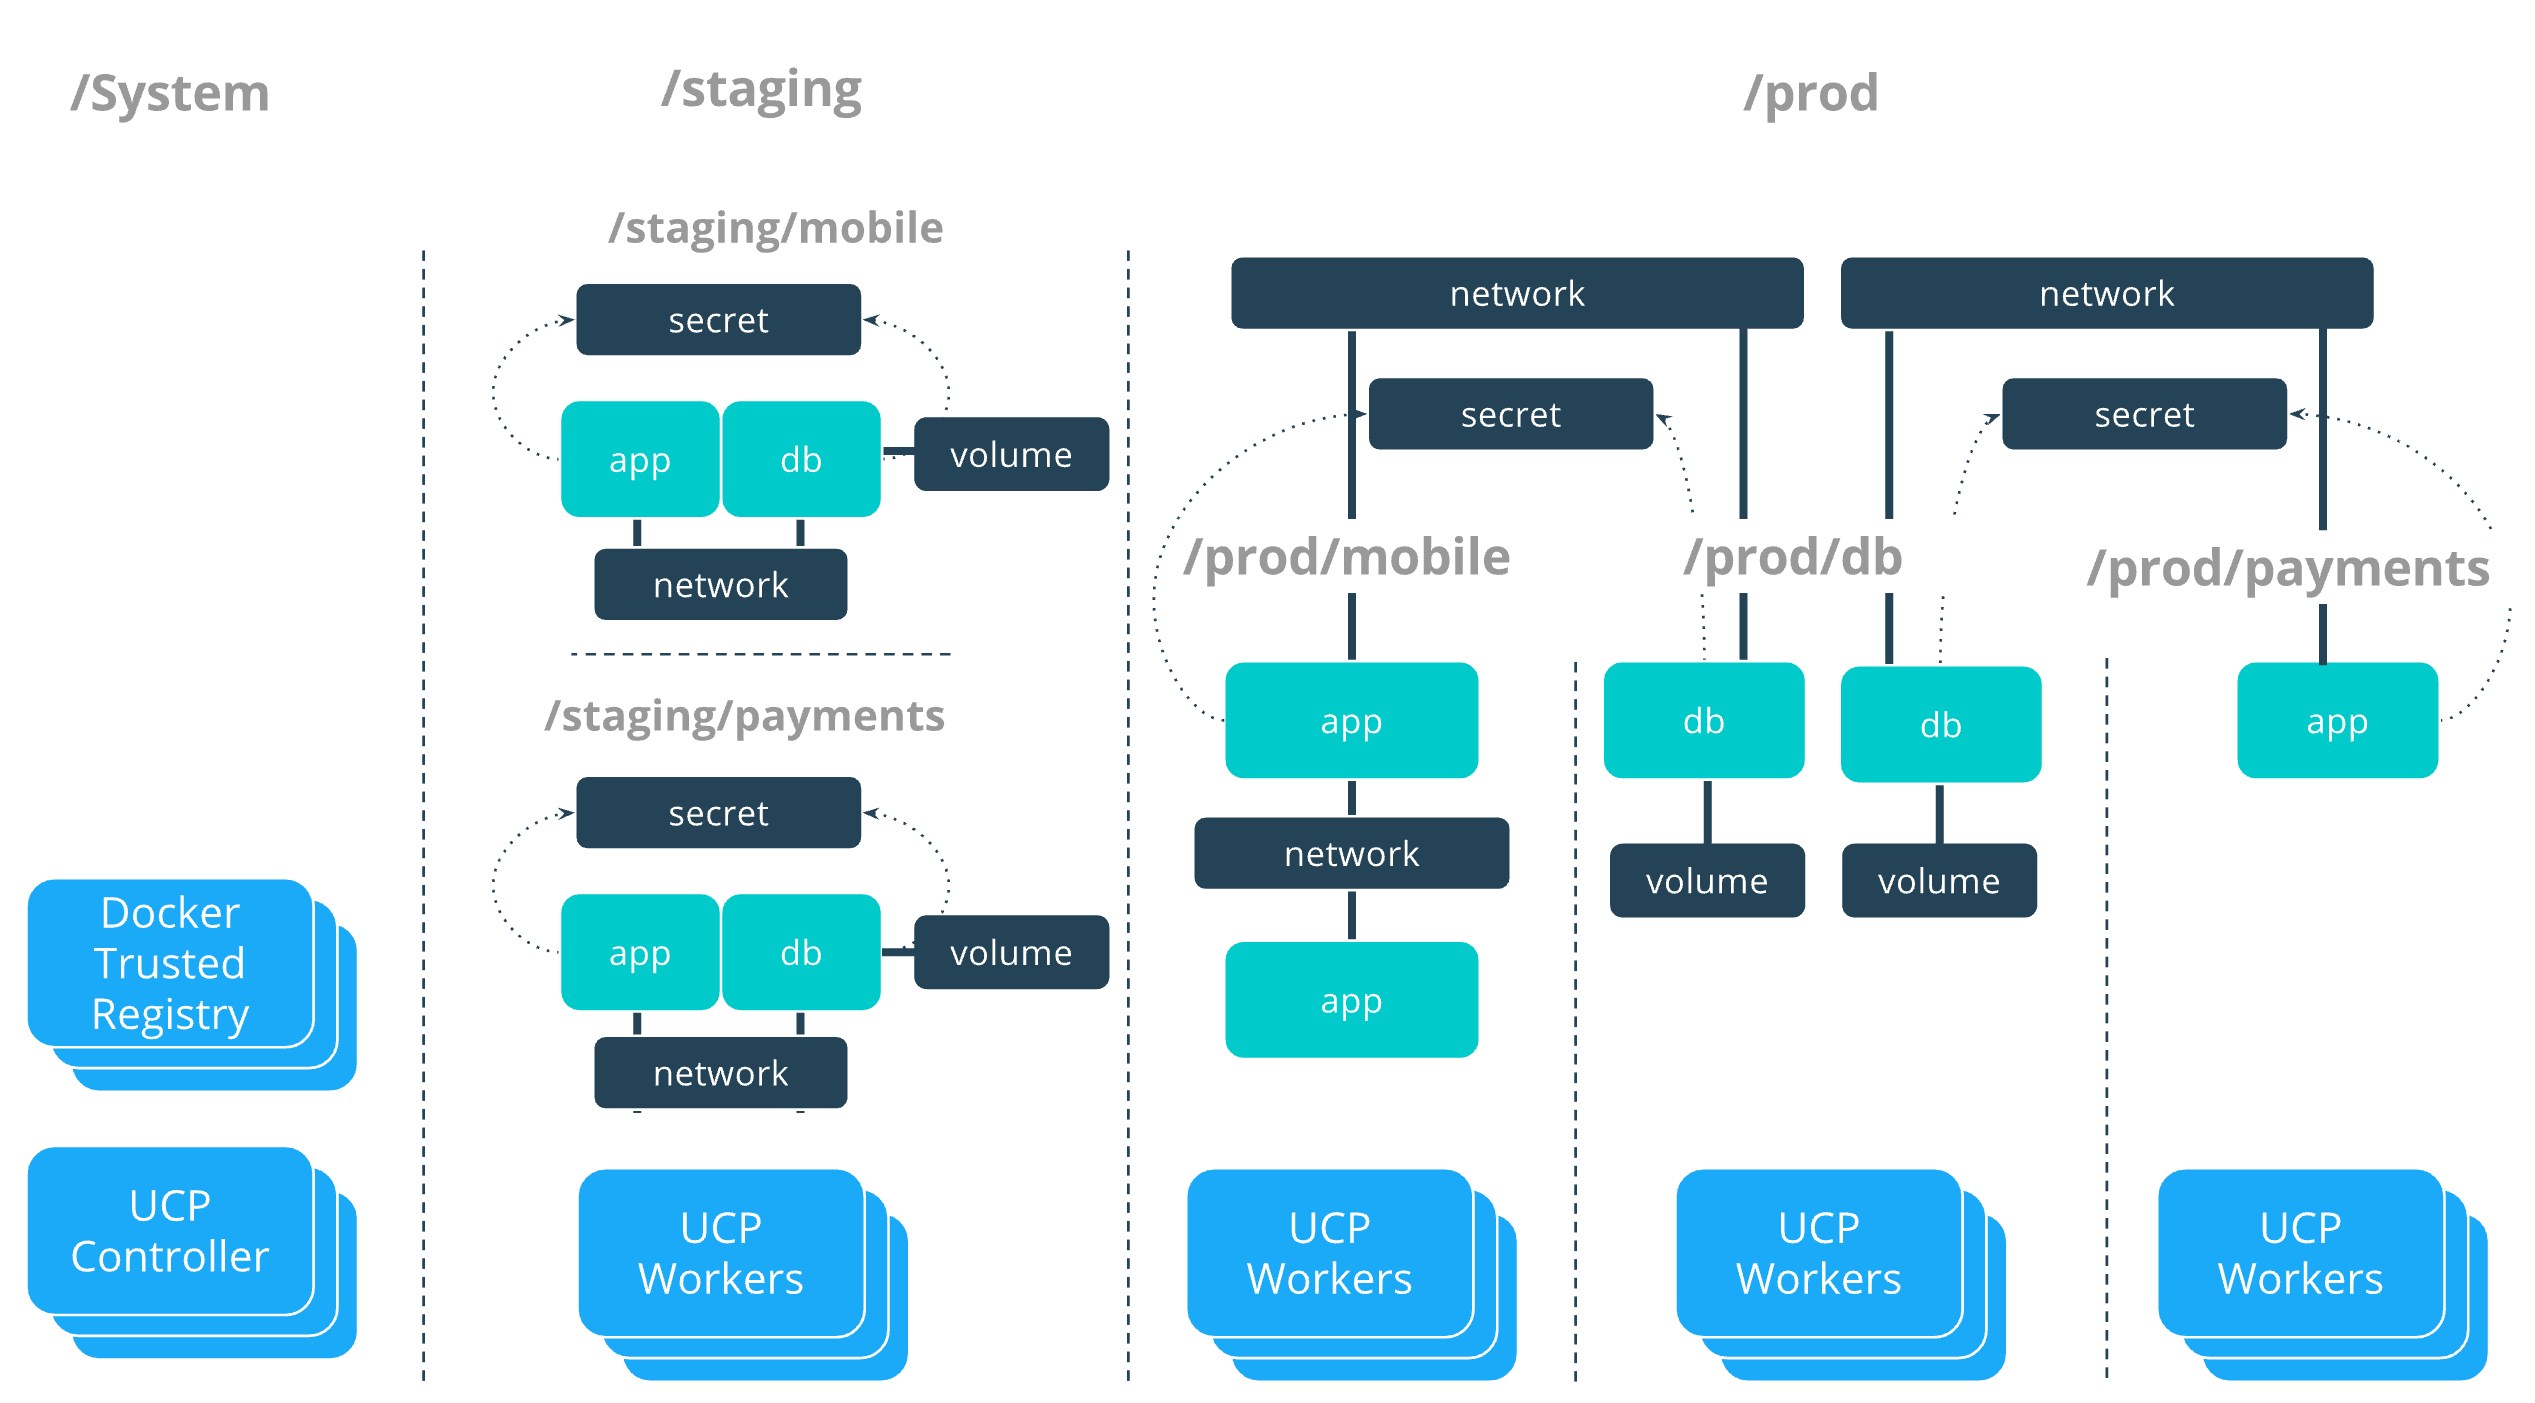 /System
/staging
/prod
/staging/mobile
secret
app
db
volume
network
/staging/payments
secret
app
db
volume
network
network
network
secret
secret
/prod/mobile
/prod/db
/prod/payments
app
db
db
app
network
volume
volume
app
Docker
Trusted
Registry
UCP
Controller
UCP
Workers
UCP
Workers
UCP
Workers
UCP
Workers